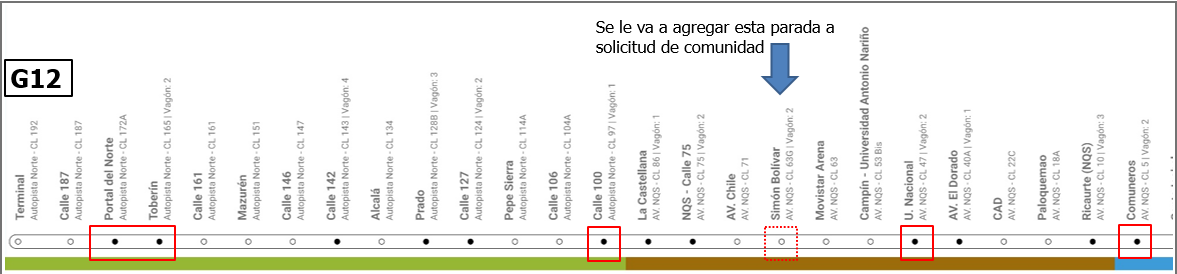 Se le va a agregar esta parada a
solicitud de comunidad
G12
Terminal
Autopista Norte - CL 192
Calle 187
Autopista Norte - CL 187
Portal del Norte
Autopista Norte - CL 172A
Toberín
Autopista Norte - CL 165 | Vagón: 2
Calle 161
Autopista Norte - CL 161
Mazurén
Autopista Norte - CL 151
Calle 146
Autopista Norte - CL 147
Calle 142
Autopista Norte - CL 143 | Vagón: 4
Alcalá
Autopista Norte - CL 134
Prado
Autopista Norte - CL 128B | Vagón: 3
Calle 127
Autopista Norte - CL 124 | Vagón: 2
Pepe Sierra
Autopista Norte - CL 114A
Calle 106
Autopista Norte - CL 104A
Calle 100
Autopista Norte - CL 97 | Vagón: 1
La Castellana
AV. NQS - CL 86 | Vagón: 1
NQS - Calle 75
AV. NQS - CL 75 | Vagón: 2
AV. Chile
AV. NQS - CL 71
Simón Bolívar
AV. NQS - CL 63G | Vagón: 2
Movistar Arena
AV. NQS - CL 63
Campín - Universidad Antonio Nariño
AV. NQS - CL 53 Bis
U. Nacional
AV. NQS - CL 47 | Vagón: 2
AV. El Dorado
AV. NQS - CL 40A | Vagón: 1
CAD
AV. NQS - CL 22C
Paloquemao
AV. NQS - CL 18A
Ricaurte (NQS)
AV. NQS - CL 10 | Vagón: 3
Comuneros
AV. NQS - CL 5 | Vagón: 2